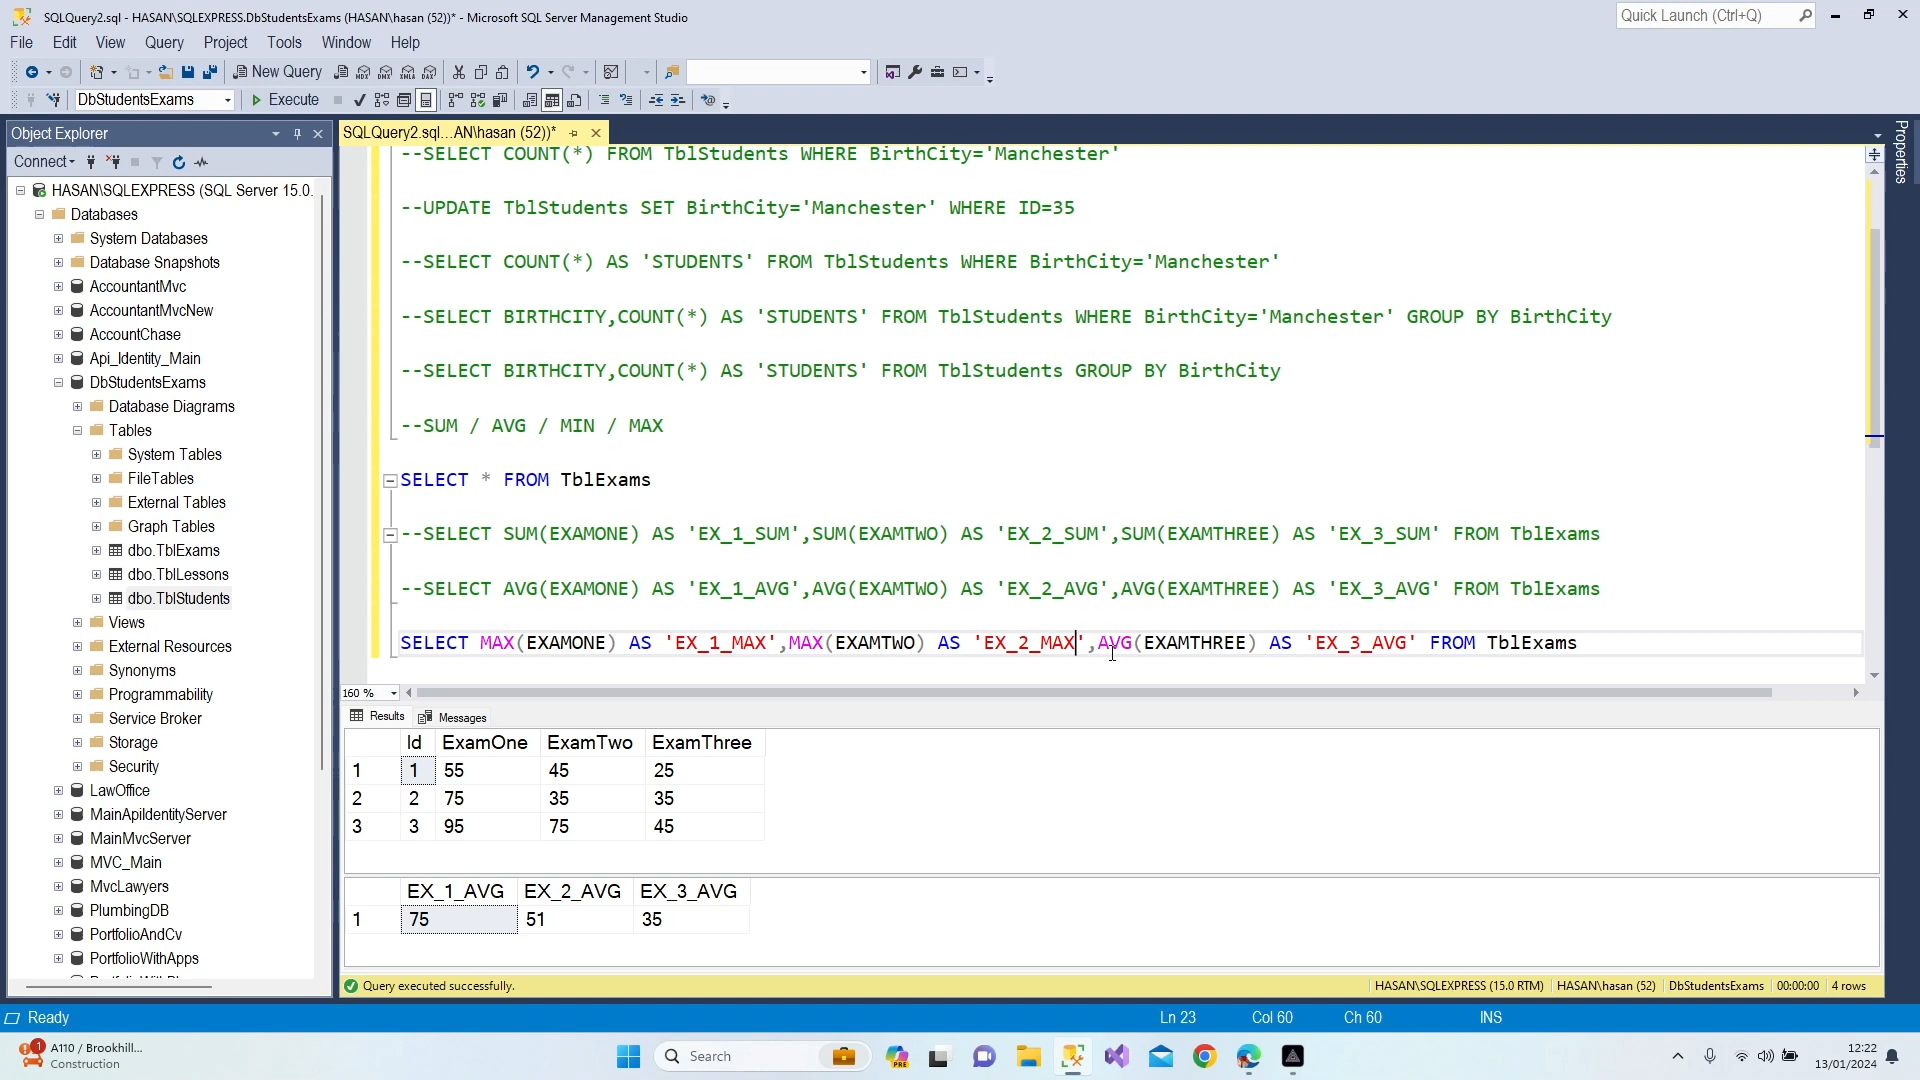 SQLQuery2.sql - HASAN\SQLEXPRESS.DbStudentsExams (HASAN\hasan (52))* - Microsoft SQL Server Management Studio
Quick Launch (Ctrl+Q)
File Edit View Query Project Tools Window Help
New Query
DbStudentsExams Execute
Object Explorer
SQLQuery2.sql...AN\hasan (52))*
Properties
Connect
HASAN\SQLEXPRESS (SQL Server 15.0.
Databases
System Databases
Database Snapshots
AccountantMvc
AccountantMvcNew
AccountChase
Api_Identity_Main
DbStudentsExams
Database Diagrams
Tables
System Tables
FileTables
External Tables
Graph Tables
dbo.TblExams
dbo.TblLessons
dbo.TblStudents
Views
External Resources
Synonyms
Programmability
Service Broker
Storage
Security
LawOffice
MainApiIdentityServer
MainMvcServer
MVC_Main
MvcLawyers
PlumbingDB
PortfolioAndCv
PortfolioWithApps
--SELECT COUNT(*) FROM TblStudents WHERE BirthCity='Manchester'
--UPDATE TblStudents SET BirthCity='Manchester' WHERE ID=35
--SELECT COUNT(*) AS 'STUDENTS' FROM TblStudents WHERE BirthCity='Manchester'
--SELECT BIRTHCITY,COUNT(*) AS 'STUDENTS' FROM TblStudents WHERE BirthCity='Manchester' GROUP BY BirthCity
--SELECT BIRTHCITY,COUNT(*) AS 'STUDENTS' FROM TblStudents GROUP BY BirthCity
--SUM / AVG / MIN / MAX
SELECT * FROM TblExams
--SELECT SUM(EXAMONE) AS 'EX_1_SUM',SUM(EXAMTWO) AS 'EX_2_SUM',SUM(EXAMTHREE) AS 'EX_3_SUM' FROM TblExams
--SELECT AVG(EXAMONE) AS 'EX_1_AVG',AVG(EXAMTWO) AS 'EX_2_AVG',AVG(EXAMTHREE) AS 'EX_3_AVG' FROM TblExams
SELECT MAX(EXAMONE) AS 'EX_1_MAX',MAX(EXAMTWO) AS 'EX_2_MAX',AVG(EXAMTHREE) AS 'EX_3_AVG' FROM TblExams
160 %
Results Messages
Id ExamOne ExamTwo ExamThree
1 1 55 45 25
2 2 75 35 35
3 3 95 75 45
EX_1_AVG EX_2_AVG EX_3_AVG
1 75 51 35
Query executed successfully. HASAN\SQLEXPRESS (15.0 RTM) HASAN\hasan (52) DbStudentsExams 00:00:00 4 rows
Ready Ln 23 Col 60 Ch 60 INS
1 A110 / Brookhill...
Construction
Search
PRE
12:22
13/01/2024